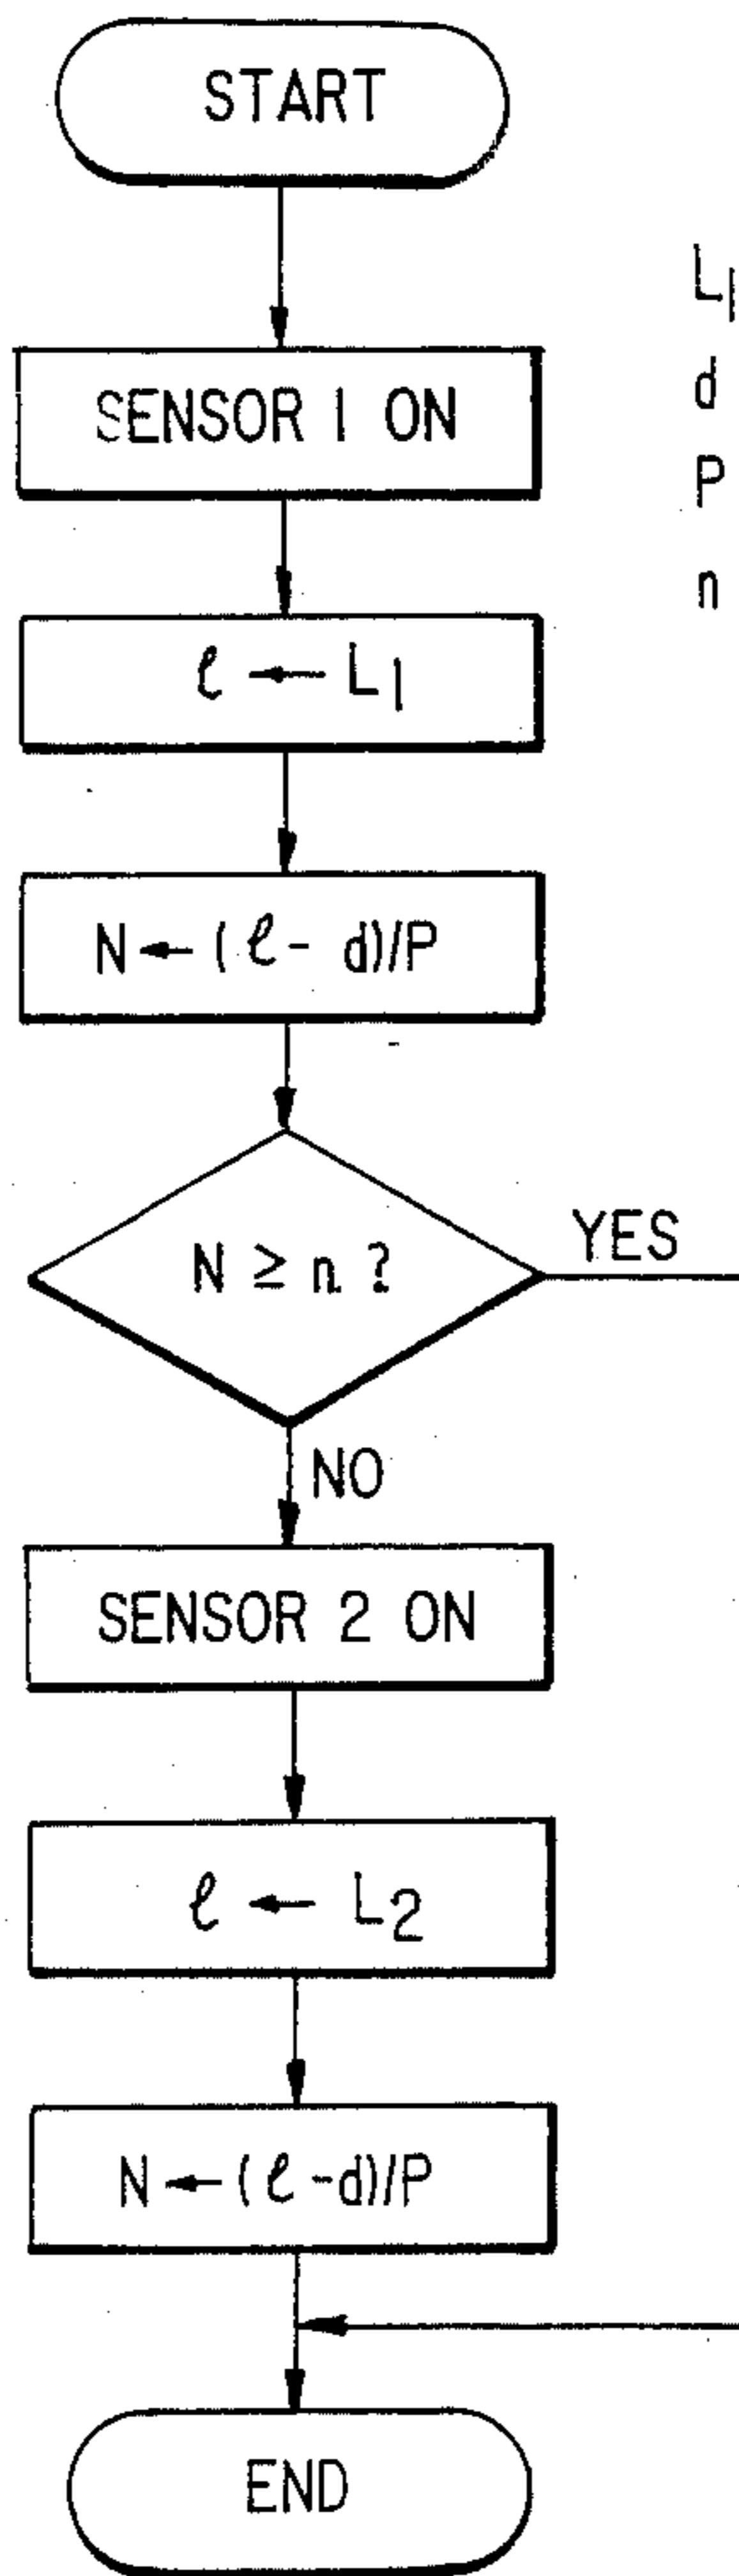 START
L1
SENSOR 1 ON
d
P
n
ℓ ← L1
N ← (ℓ - d)/P
N ≥ n ?
YES
NO
SENSOR 2 ON
ℓ ← L2
N ← (ℓ -d)/P
END